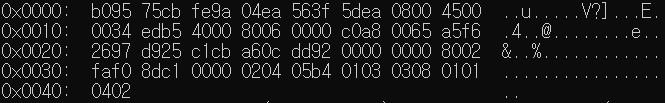 0x0000:  b095 75cb fe9a 04ea 563f 5dea 0800 4500  ..u.....V?]...E.
0x0010:  0034 edb5 4000 8006 0000 c0a8 0065 a5f6  .4..@........e..
0x0020:  2697 d925 c1cb a60c dd92 0000 0000 8002  &..%............
0x0030:  faf0 8dc1 0000 0204 05b4 0103 0308 0101  ................
0x0040:  0402  ..